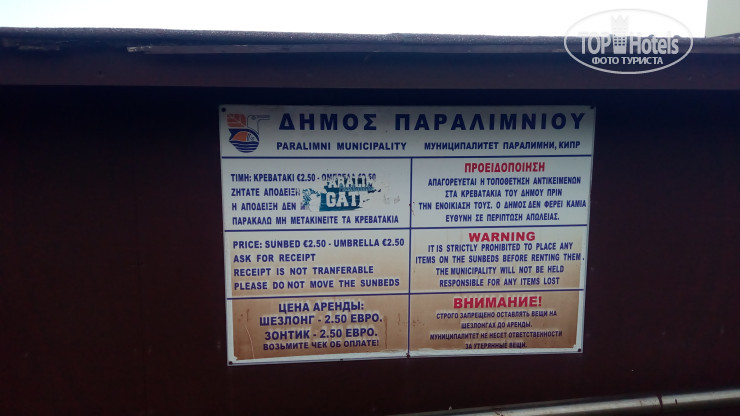 TOP Hotels
ФОТО ТУРИСТА
ΔΗΜΟΣ ΠΑΡΑΛΙΜΝΙΟΥ
PARALIMNI MUNICIPALITY
МУНИЦИПАЛИТЕТ ПАРАЛИМНИ, КИПР
ΤΙΜΗ: ΚΡΕΒΑΤΑΚΙ €2.50 - ΟΜΠΡΕΛΑ €2.50
ΖΗΤΑΤΕ ΑΠΟΔΕΙΞΗ
Η ΑΠΟΔΕΙΞΗ ΔΕΝ
ΠΑΡΑΚΑΛΩ ΜΗ ΜΕΤΑΚΙΝΕΙΤΕ ΤΑ ΚΡΕΒΑΤΑΚΙΑ
GAT
ΠΡΟΕΙΔΟΠΟΙΗΣΗ
ΑΠΑΓΟΡΕΥΕΤΑΙ Η ΤΟΠΟΘΕΤΗΣΗ ΑΝΤΙΚΕΙΜΕΝΩΝ
ΣΤΑ ΚΡΕΒΑΤΑΚΙΑ ΤΟΥ ΔΗΜΟΥ ΠΡΙΝ
ΤΗΝ ΕΝΟΙΚΙΑΣΗ ΤΟΥΣ. Ο ΔΗΜΟΣ ΔΕΝ ΦΕΡΕΙ ΚΑΜΙΑ
ΕΥΘΥΝΗ ΣΕ ΠΕΡΙΠΤΩΣΗ ΑΠΩΛΕΙΑΣ.
PRICE: SUNBED €2.50 - UMBRELLA €2.50
ASK FOR RECEIPT
RECEIPT IS NOT TRANFERABLE
PLEASE DO NOT MOVE THE SUNBEDS
WARNING
IT IS STRICTLY PROHIBITED TO PLACE ANY
ITEMS ON THE SUNBEDS BEFORE RENTING THEM.
THE MUNICIPALITY WILL NOT BE HELD
RESPONSIBLE FOR ANY ITEMS LOST
ЦЕНА АРЕНДЫ:
ШЕЗЛОНГ - 2.50 ЕВРО.
ЗОНТИК - 2.50 ЕВРО.
ВОЗЬМИТЕ ЧЕК ОБ ОПЛАТЕ!
ВНИМАНИЕ!
СТРОГО ЗАПРЕЩЕНО ОСТАВЛЯТЬ ВЕЩИ НА
ШЕЗЛОНГАХ ДО АРЕНДЫ.
МУНИЦИПАЛИТЕТ НЕ НЕСЕТ ОТВЕТСТВЕННОСТИ
ЗА УТЕРЯННЫЕ ВЕЩИ.